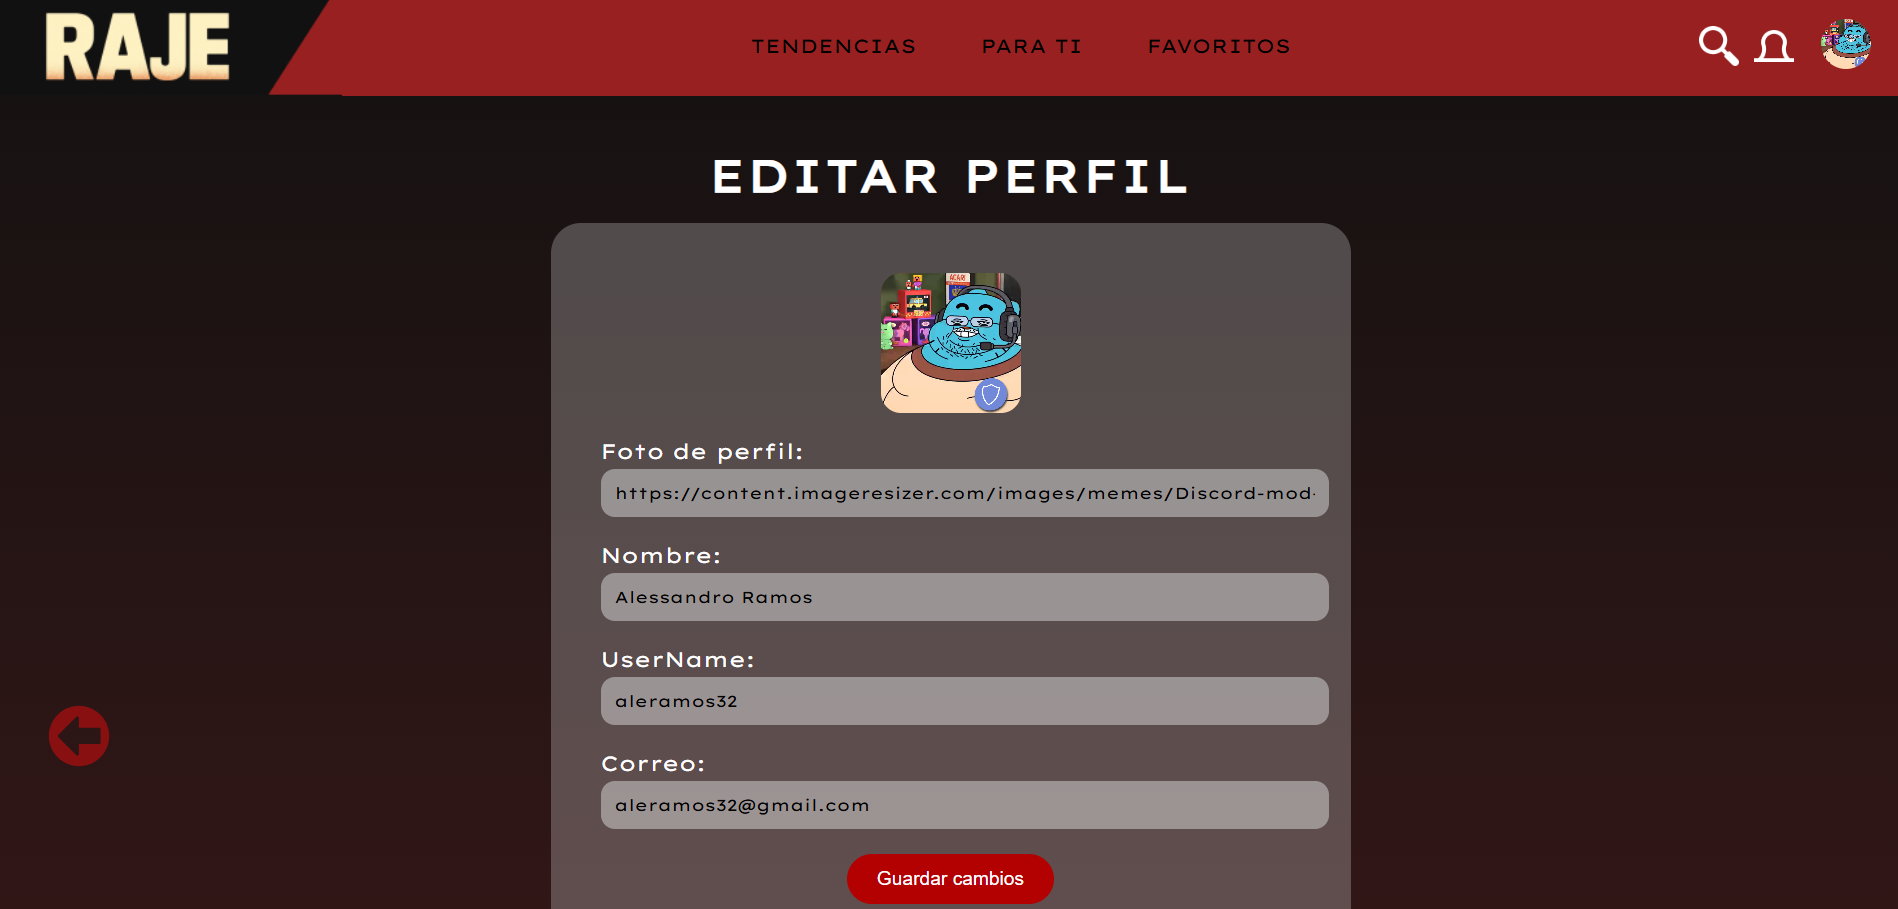 RAJE
TENDENCIAS PARA TI FAVORITOS
EDITAR PERFIL
Foto de perfil:
https://content.imageresizer.com/images/memes/Discord-mod-
Nombre:
Alessandro Ramos
UserName:
aleramos32
Correo:
aleramos32@gmail.com
Guardar cambios